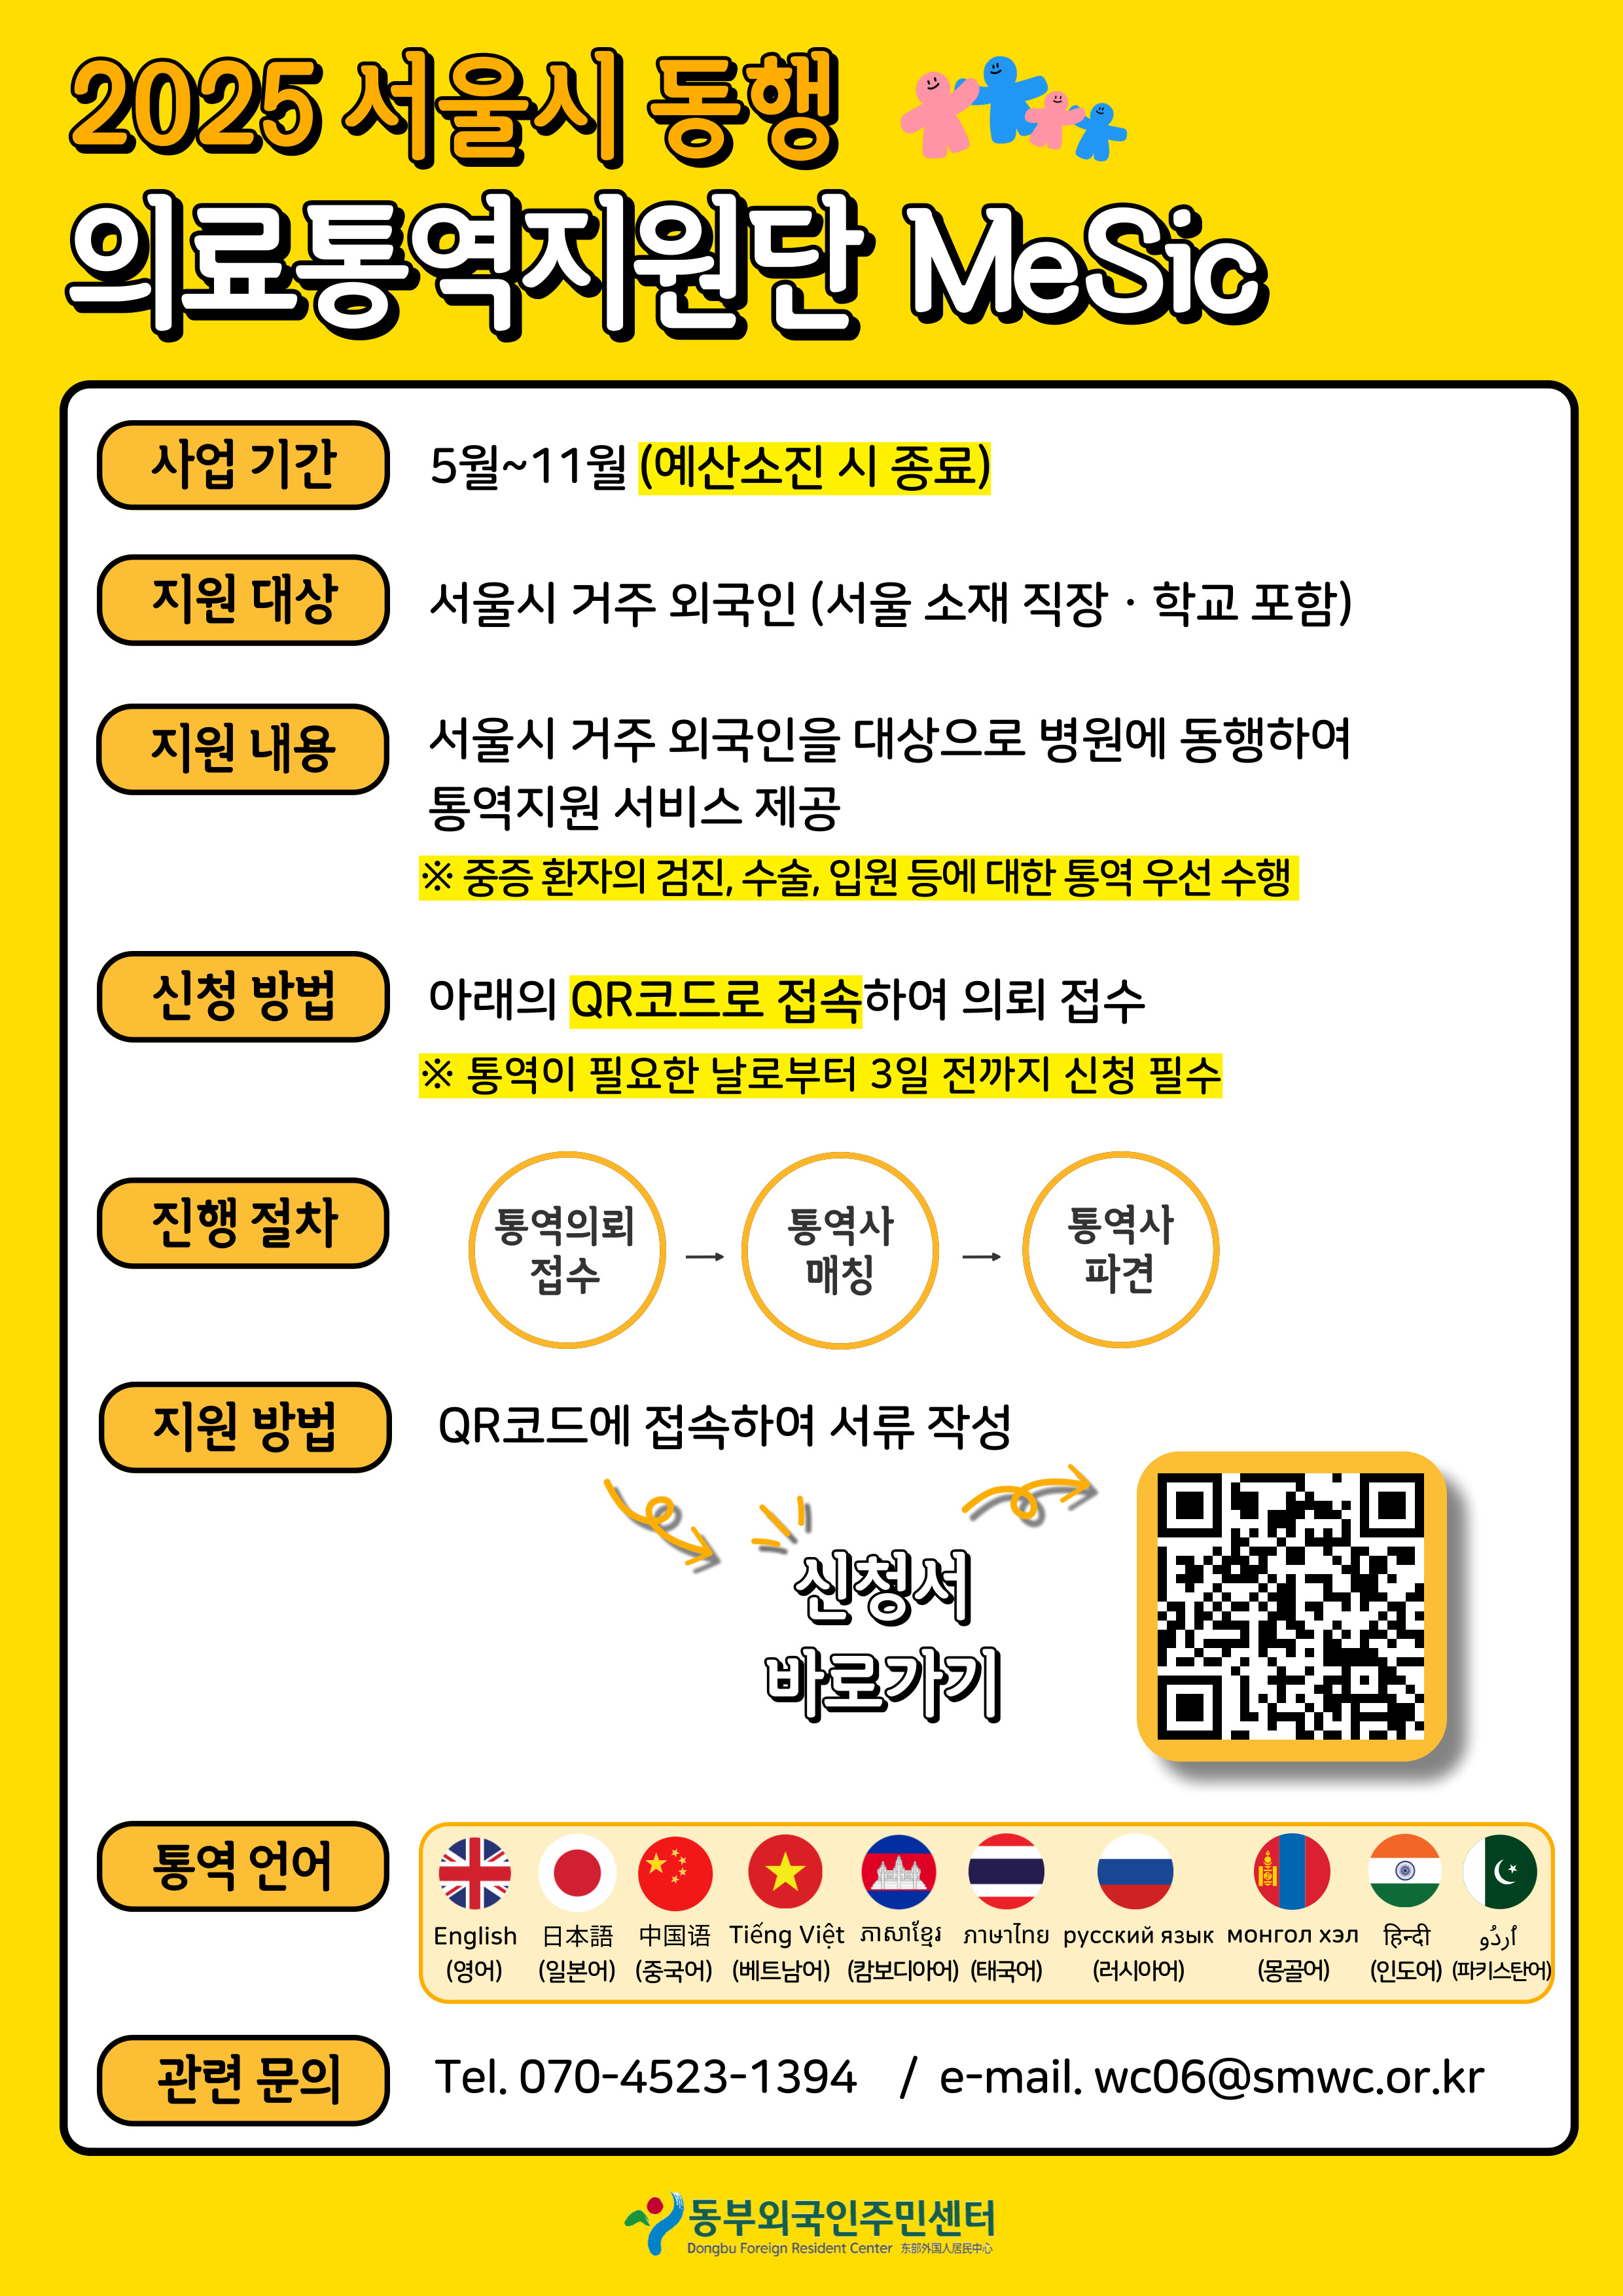 2025 서울시 동행
의료통역지원단 MeSic
사업 기간
5월~11월 (예산소진 시 종료)
지원 대상
서울시 거주 외국인 (서울 소재 직장 · 학교 포함)
지원 내용
서울시 거주 외국인을 대상으로 병원에 동행하여
통역지원 서비스 제공
※ 중증 환자의 검진, 수술, 입원 등에 대한 통역 우선 수행
신청 방법
아래의 QR코드로 접속하여 의뢰 접수
※ 통역이 필요한 날로부터 3일 전까지 신청 필수
진행 절차
통역의뢰
접수
→
통역사
매칭
→
통역사
파견
지원 방법
QR코드에 접속하여 서류 작성
신청서
바로가기
통역 언어
English
(영어)
日本語
(일본어)
中国语
(중국어)
Tiếng Việt
(베트남어)
ភាសាខ្មែរ
(캄보디아어)
ภาษาไทย
(태국어)
русский язык
(러시아어)
монгол хэл
(몽골어)
हिन्दी
(인도어)
اُردُو
(파키스탄어)
관련 문의
Tel. 070-4523-1394 / e-mail. wc06@smwc.or.kr
동부외국인주민센터
Dongbu Foreign Resident Center 东部外国人居民中心